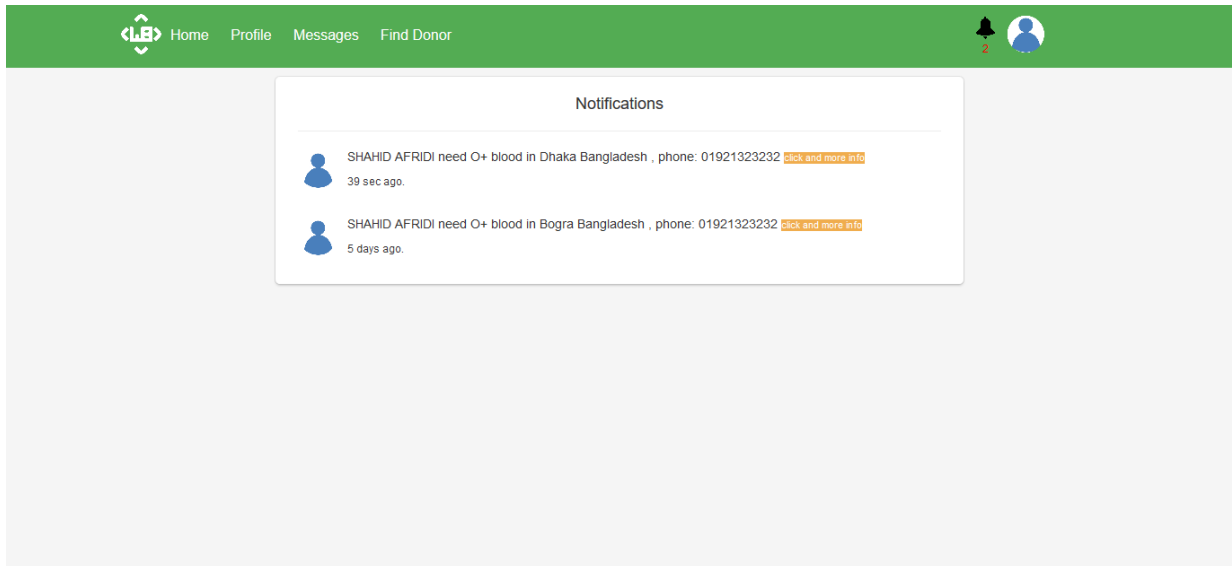 Home Profile Messages Find Donor
2
Notifications
SHAHID AFRIDI need O+ blood in Dhaka Bangladesh , phone: 01921323232 click and more info
39 sec ago.
SHAHID AFRIDI need O+ blood in Bogra Bangladesh , phone: 01921323232 click and more info
5 days ago.